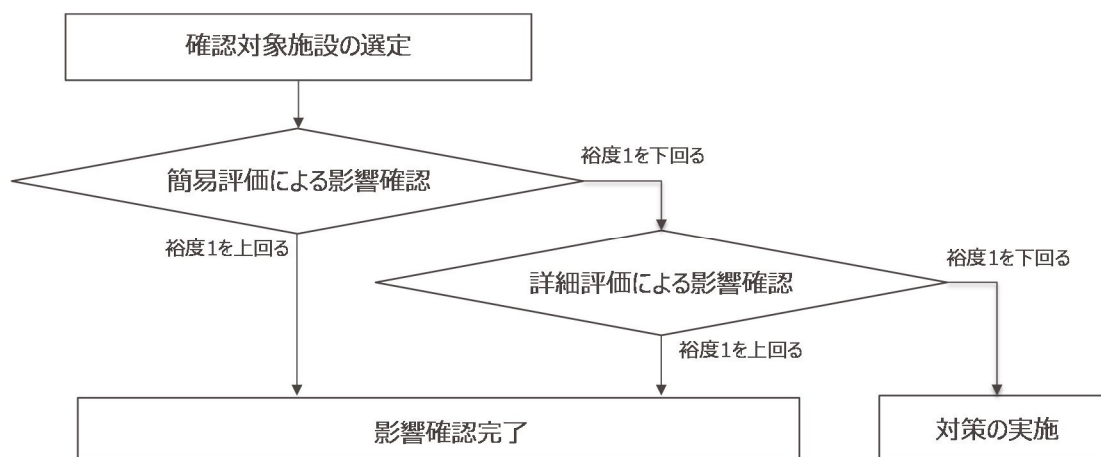 確認対象施設の選定
裕度1を下回る
簡易評価による影響確認
裕度1を上回る
裕度1を下回る
詳細評価による影響確認
裕度1を上回る
影響確認完了
対策の実施